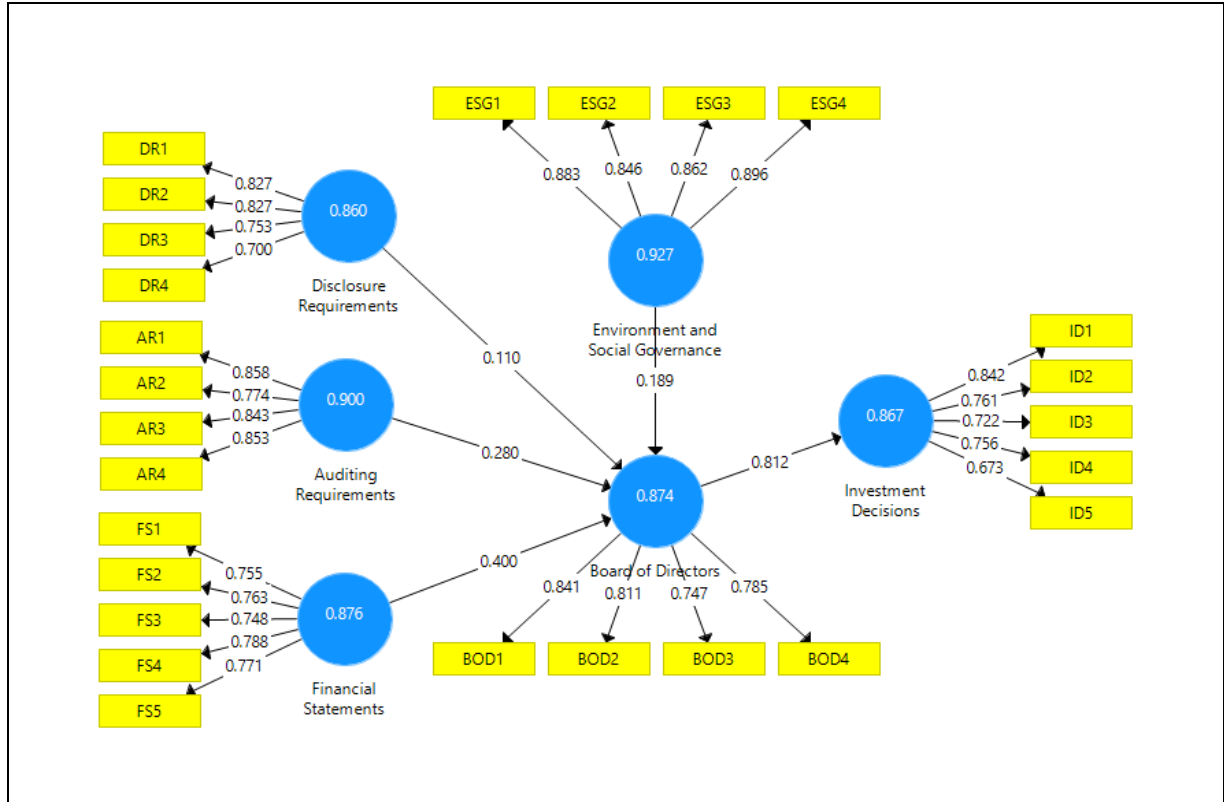 ESG1
ESG2
ESG3
ESG4
0.883
0.846
0.862
0.896
0.927
Environment and
Social Governance
0.189
DR1
DR2
DR3
DR4
0.827
0.827
0.753
0.700
0.860
Disclosure
Requirements
0.110
AR1
AR2
AR3
AR4
0.858
0.774
0.843
0.853
0.900
Auditing
Requirements
0.280
FS1
FS2
FS3
FS4
FS5
0.755
0.763
0.748
0.788
0.771
0.876
Financial
Statements
0.400
0.874
Board of Directors
0.841
0.811
0.747
0.785
BOD1
BOD2
BOD3
BOD4
0.812
0.867
Investment
Decisions
0.842
0.761
0.722
0.756
0.673
ID1
ID2
ID3
ID4
ID5